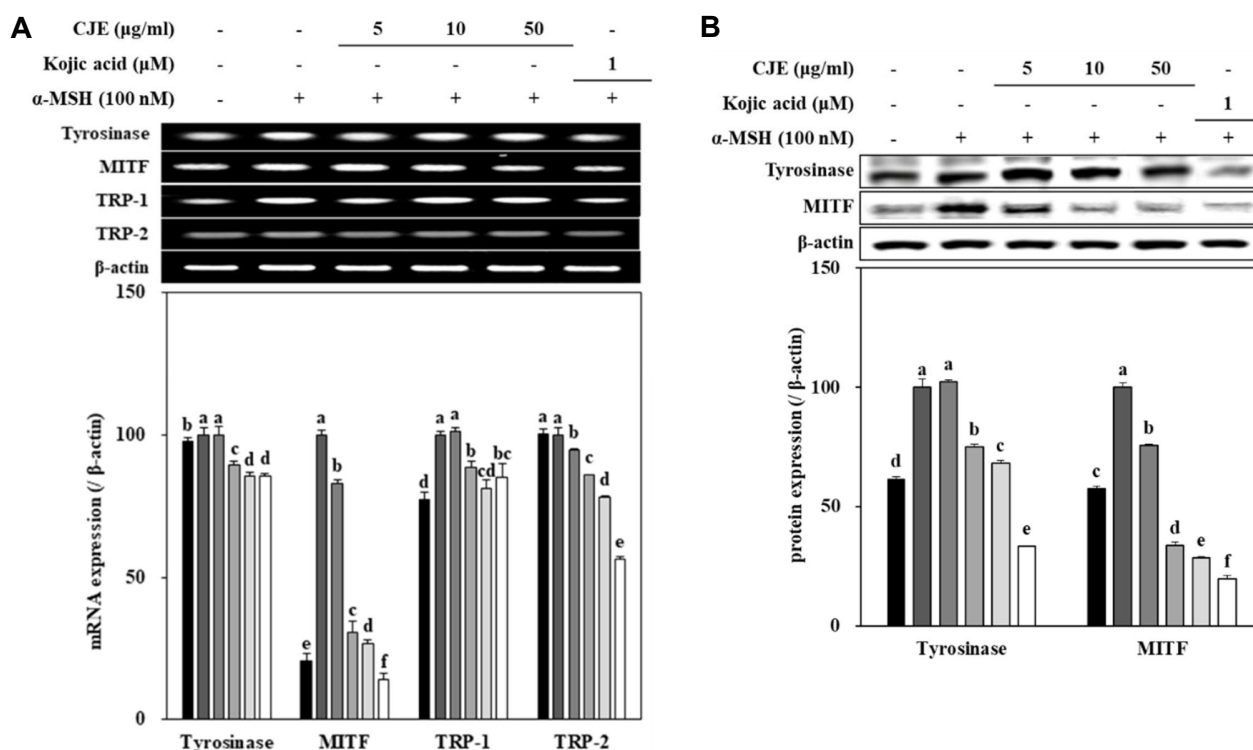 A
CJE (μg/ml) - - 5 10 50 -
Kojic acid (μM) - - - - - 1
α-MSH (100 nM) - + + + + +
Tyrosinase
MITF
TRP-1
TRP-2
β-actin
mRNA expression (/ β-actin)
150
100
50
0
b a a c d d
e a b c d f
d a a b cd bc
a a b c d e
Tyrosinase MITF TRP-1 TRP-2
B
CJE (μg/ml) - - 5 10 50 -
Kojic acid (μM) - - - - - 1
α-MSH (100 nM) - + + + + +
Tyrosinase
MITF
β-actin
protein expression (/ β-actin)
150
100
50
0
d a a b c e
c a b d e f
Tyrosinase MITF